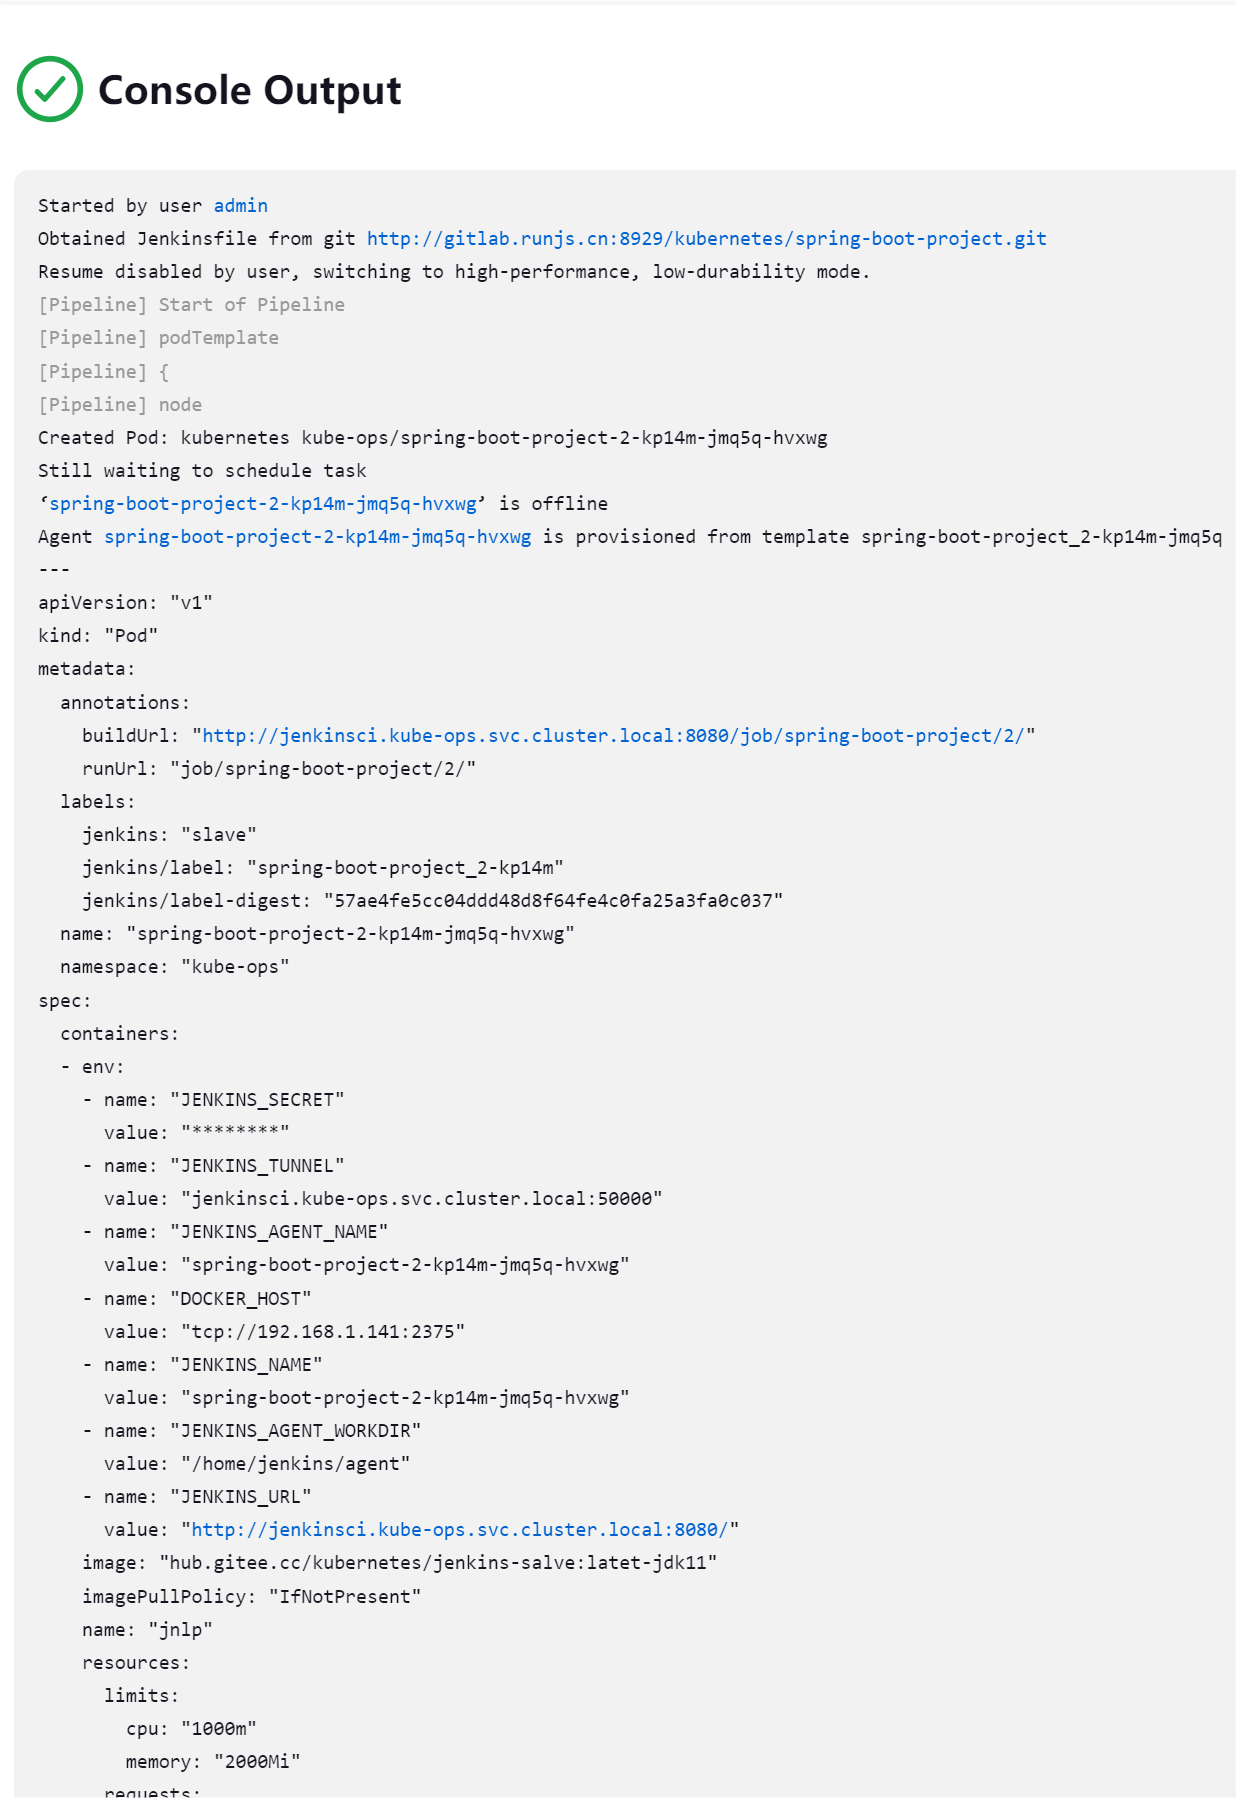 Console Output
Started by user admin
Obtained Jenkinsfile from git http://gitlab.runjs.cn:8929/kubernetes/spring-boot-project.git
Resume disabled by user, switching to high-performance, low-durability mode.
[Pipeline] Start of Pipeline
[Pipeline] podTemplate
[Pipeline] {
[Pipeline] node
Created Pod: kubernetes kube-ops/spring-boot-project-2-kp14m-jmq5q-hvxwg
Still waiting to schedule task
‘spring-boot-project-2-kp14m-jmq5q-hvxwg’ is offline
Agent spring-boot-project-2-kp14m-jmq5q-hvxwg is provisioned from template spring-boot-project_2-kp14m-jmq5q
---
apiVersion: "v1"
kind: "Pod"
metadata:
  annotations:
    buildUrl: "http://jenkinsci.kube-ops.svc.cluster.local:8080/job/spring-boot-project/2/"
    runUrl: "job/spring-boot-project/2/"
  labels:
    jenkins: "slave"
    jenkins/label: "spring-boot-project_2-kp14m"
    jenkins/label-digest: "57ae4fe5cc04ddd48d8f64fe4c0fa25a3fa0c037"
  name: "spring-boot-project-2-kp14m-jmq5q-hvxwg"
  namespace: "kube-ops"
spec:
  containers:
  - env:
    - name: "JENKINS_SECRET"
      value: "********"
    - name: "JENKINS_TUNNEL"
      value: "jenkinsci.kube-ops.svc.cluster.local:50000"
    - name: "JENKINS_AGENT_NAME"
      value: "spring-boot-project-2-kp14m-jmq5q-hvxwg"
    - name: "DOCKER_HOST"
      value: "tcp://192.168.1.141:2375"
    - name: "JENKINS_NAME"
      value: "spring-boot-project-2-kp14m-jmq5q-hvxwg"
    - name: "JENKINS_AGENT_WORKDIR"
      value: "/home/jenkins/agent"
    - name: "JENKINS_URL"
      value: "http://jenkinsci.kube-ops.svc.cluster.local:8080/"
    image: "hub.gitee.cc/kubernetes/jenkins-salve:latet-jdk11"
    imagePullPolicy: "IfNotPresent"
    name: "jnlp"
    resources:
      limits:
        cpu: "1000m"
        memory: "2000Mi"
      requests: